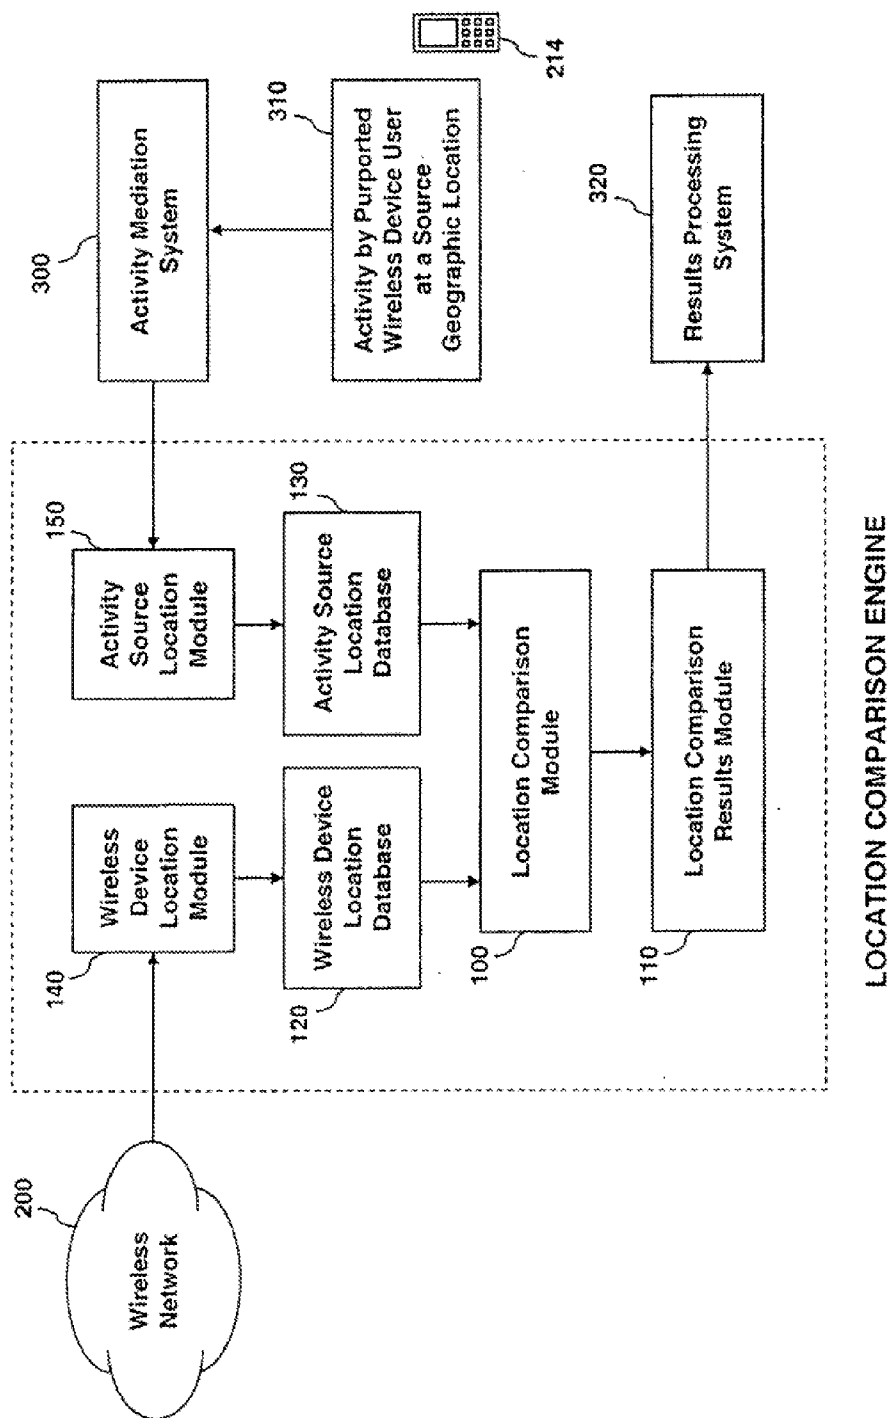 200
Wireless
Network
140
Wireless
Device
Location
Module
150
Activity
Source
Location
Module
300
Activity Mediation
System
120
Wireless Device
Location
Database
130
Activity Source
Location
Database
310
Activity by Purported
Wireless Device User
at a Source
Geographic Location
214
100
Location Comparison
Module
110
Location Comparison
Results Module
320
Results Processing
System
LOCATION COMPARISON ENGINE